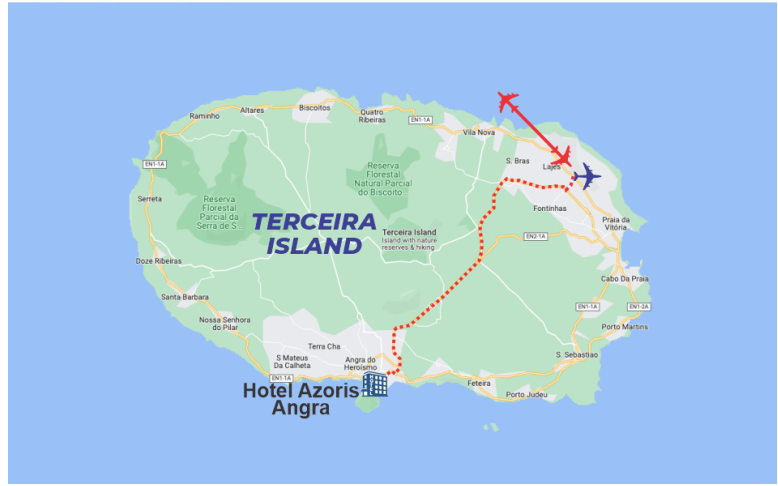 Altares
Biscoitos
Raminho
Quatro
Ribeiras
EN1-1A
Vila Nova
EN1-1A
S. Bras
Lajes
Reserva
Florestal
Natural Parcial
do Biscoito...
Serreta
Reserva
Florestal
Parcial da
Serra de S...
Fontinhas
Praia da
Vitória
TERCEIRA
ISLAND
Terceira Island
Island with nature
reserves & hiking
EN2-1A
Doze Ribeiras
Cabo Da Praia
Santa Barbara
EN1-1A
EN1-2A
Nossa Senhora
do Pilar
Porto Martins
Terra Cha
S Mateus
Da Calheta
Angra do
Heroísmo
S. Sebastiao
EN1-1A
Feteira
Porto Judeu
Hotel Azoris
Angra